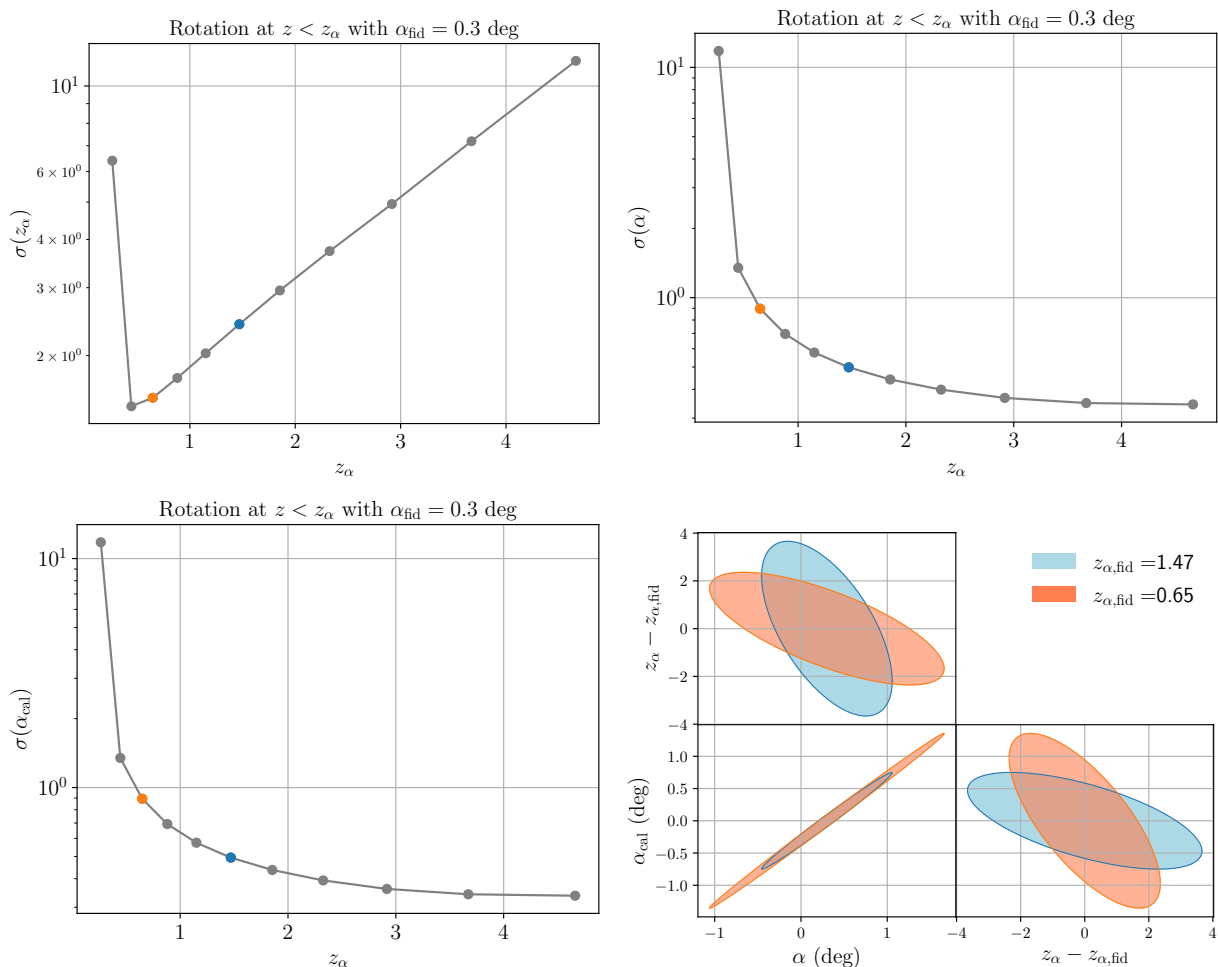 Rotation at z < z_α with α_fid = 0.3 deg
10^1
6 × 10^0
4 × 10^0
3 × 10^0
2 × 10^0
σ(z_α)
1 2 3 4
z_α
Rotation at z < z_α with α_fid = 0.3 deg
10^1
10^0
σ(α)
1 2 3 4
z_α
Rotation at z < z_α with α_fid = 0.3 deg
10^1
10^0
σ(α_cal)
1 2 3 4
z_α
4
2
0
−2
−4
z_α − z_α,fid
z_α,fid =1.47
z_α,fid =0.65
1.0
0.5
0.0
−0.5
−1.0
α_cal (deg)
−1 0 1
α (deg)
−4 −2 0 2 4
z_α − z_α,fid